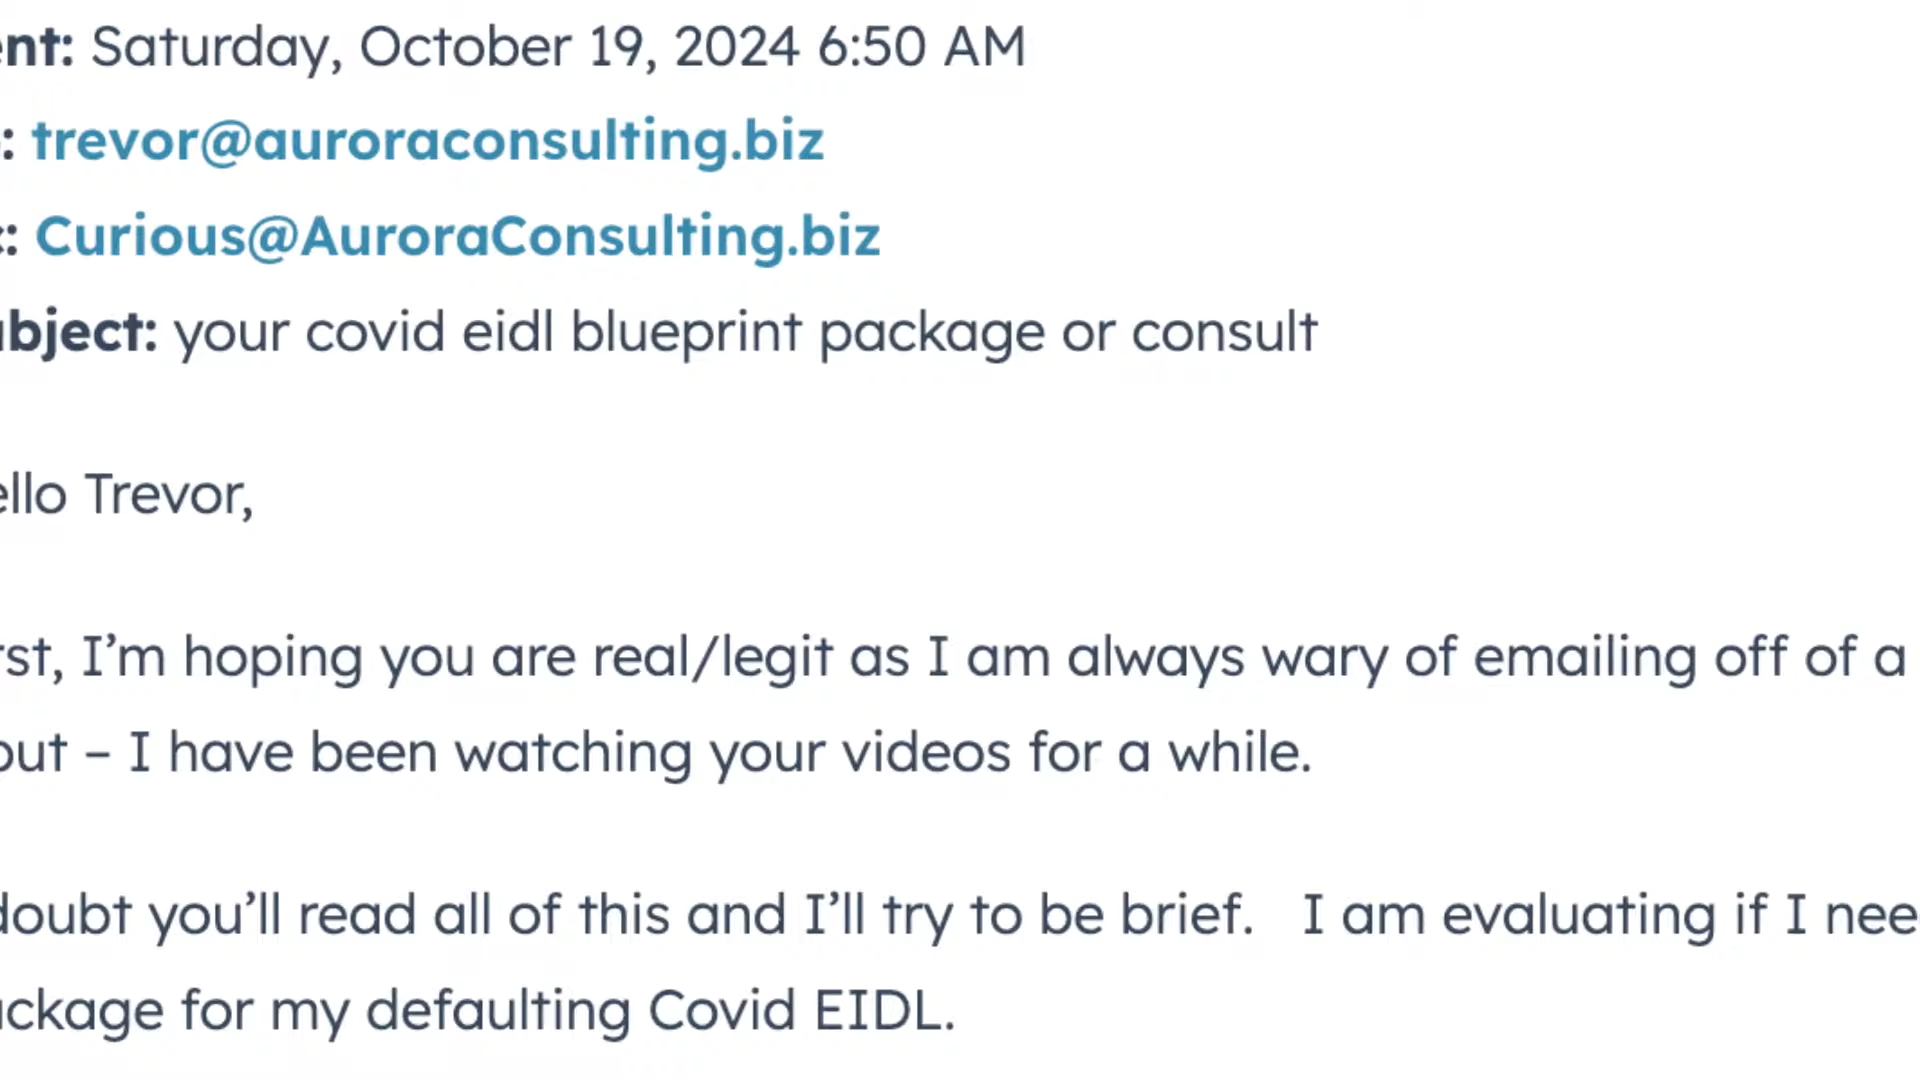 ent: Saturday, October 19, 2024 6:50 AM
: trevor@auroraconsulting.biz
c: Curious@AuroraConsulting.biz
ubject: your covid eidl blueprint package or consult
ello Trevor,
rst, I’m hoping you are real/legit as I am always wary of emailing off of a
out – I have been watching your videos for a while.
doubt you’ll read all of this and I’ll try to be brief.   I am evaluating if I nee
ackage for my defaulting Covid EIDL.